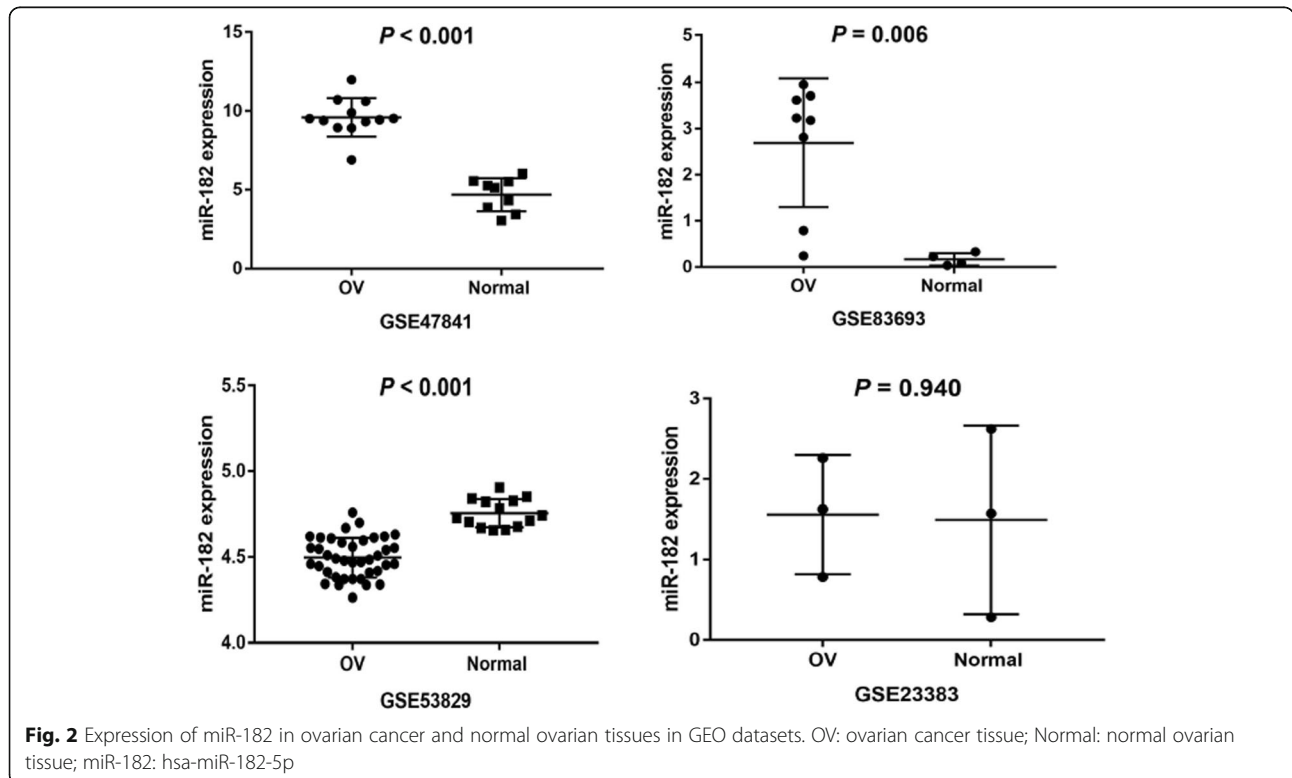 P < 0.001
15
10
5
0
miR-182 expression
OV
Normal
GSE47841
P = 0.006
5
4
3
2
1
0
miR-182 expression
OV
Normal
GSE83693
P < 0.001
5.5
5.0
4.5
4.0
miR-182 expression
OV
Normal
GSE53829
P = 0.940
3
2
1
0
miR-182 expression
OV
Normal
GSE23383
Fig. 2 Expression of miR-182 in ovarian cancer and normal ovarian tissues in GEO datasets. OV: ovarian cancer tissue; Normal: normal ovarian
tissue; miR-182: hsa-miR-182-5p